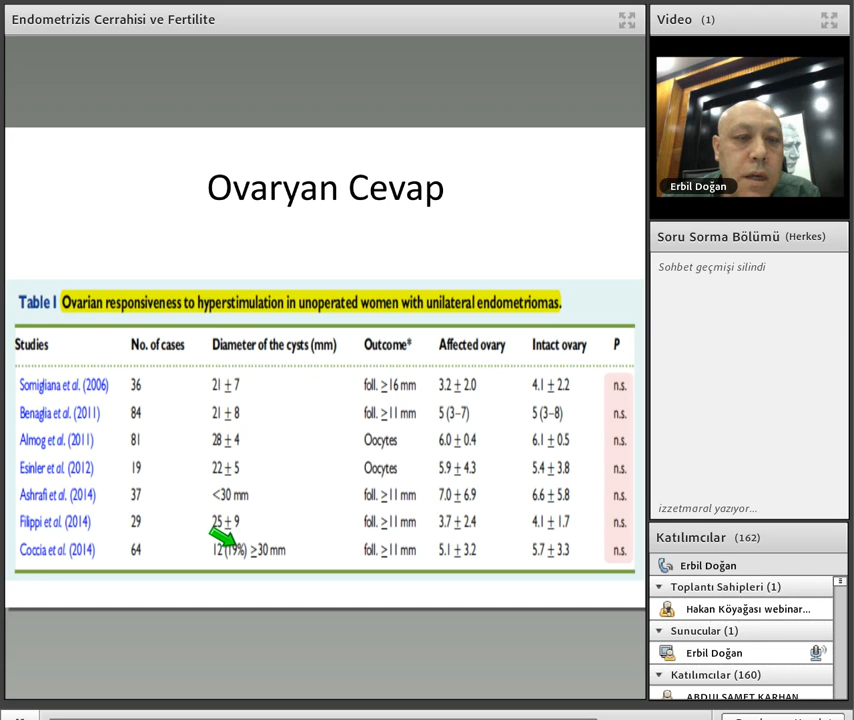 Endometrizis Cerrahisi ve Fertilite
Ovaryan Cevap
Table I Ovarian responsiveness to hyperstimulation in unoperated women with unilateral endometriomas.
Studies No. of cases Diameter of the cysts (mm) Outcome* Affected ovary Intact ovary P
Somigliana et al. (2006) 36 21 ± 7 foll. ≥16 mm 3.2 ± 2.0 4.1 ± 2.2 n.s.
Benaglia et al. (2011) 84 21 ± 8 foll. ≥11 mm 5 (3–7) 5 (3–8) n.s.
Almog et al. (2011) 81 28 ± 4 Oocytes 6.0 ± 0.4 6.1 ± 0.5 n.s.
Esinler et al. (2012) 19 22 ± 5 Oocytes 5.9 ± 4.3 5.4 ± 3.8 n.s.
Ashrafi et al. (2014) 37 <30 mm foll. ≥11 mm 7.0 ± 6.9 6.6 ± 5.8 n.s.
Filippi et al. (2014) 29 25 ± 9 foll. ≥11 mm 3.7 ± 2.4 4.1 ± 1.7 n.s.
Coccia et al. (2014) 64 12 (19%) ≥30 mm foll. ≥11 mm 5.1 ± 3.2 5.7 ± 3.3 n.s.
Video (1)
Erbil Doğan
Soru Sorma Bölümü (Herkes)
Sohbet geçmişi silindi
izzetmaral yazıyor...
Katılımcılar (162)
Erbil Doğan
Toplantı Sahipleri (1)
Hakan Köyağası webinar...
Sunucular (1)
Erbil Doğan
Katılımcılar (160)
ABDULSAMET KARHAN